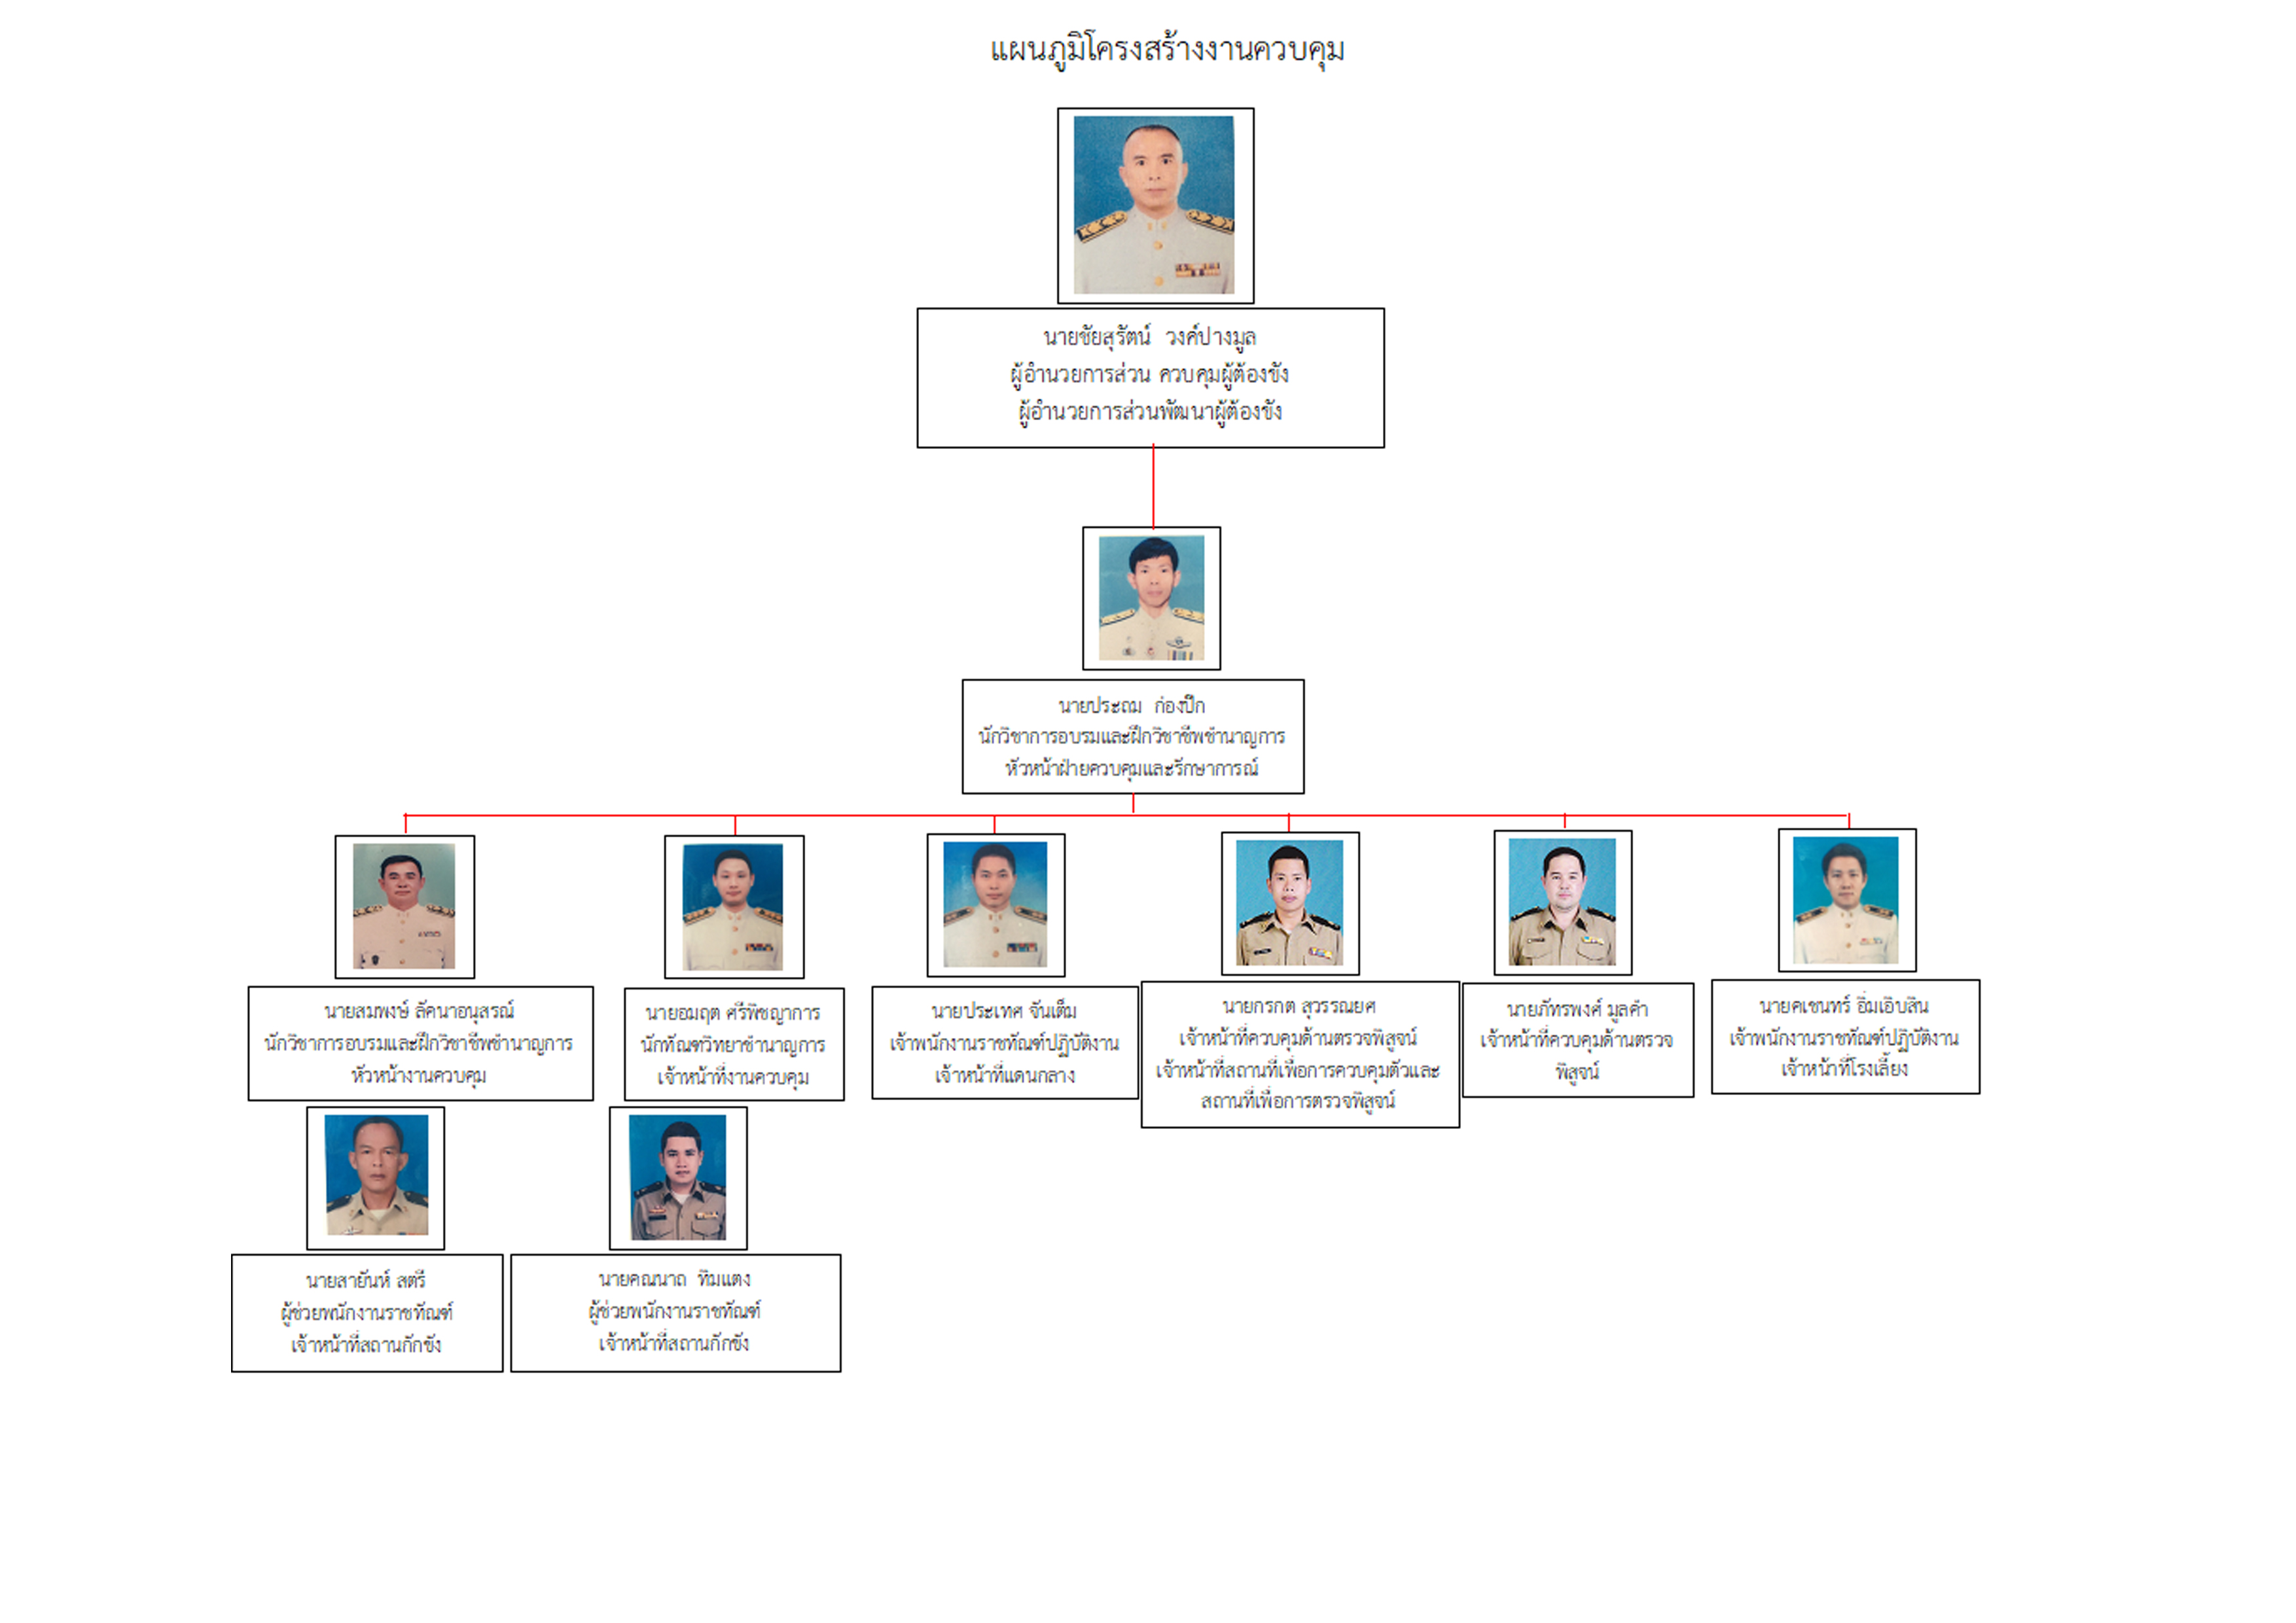 แผนภูมิโครงสร้างงานควบคุม
นายชัยสุรัตน์ วงค์ปางมูล
ผู้อำนวยการส่วน ควบคุมผู้ต้องขัง
ผู้อำนวยการส่วนพัฒนาผู้ต้องขัง
นายประถม ก่องปิก
นักวิชาการอบรมและฝึกวิชาชีพชำนาญการ
หัวหน้าฝ่ายควบคุมและรักษาการณ์
นายสมพงษ์ ลัคนาอนุสรณ์
นักวิชาการอบรมและฝึกวิชาชีพชำนาญการ
หัวหน้างานควบคุม
นายอมฤต ศรีพิชญาการ
นักทัณฑวิทยาชำนาญการ
เจ้าหน้าที่งานควบคุม
นายประเทศ จันเต็ม
เจ้าพนักงานราชทัณฑ์ปฏิบัติงาน
เจ้าหน้าที่แดนกลาง
นายกรกต สุวรรณยศ
เจ้าหน้าที่ควบคุมด้านตรวจพิสูจน์
เจ้าหน้าที่สถานที่เพื่อการควบคุมตัวและ
สถานที่เพื่อการตรวจพิสูจน์
นายภัทรพงศ์ มูลคำ
เจ้าหน้าที่ควบคุมด้านตรวจ
พิสูจน์
นายคเชนทร์ อิ่มเอิบสิน
เจ้าพนักงานราชทัณฑ์ปฏิบัติงาน
เจ้าหน้าที่โรงเลี้ยง
นายสายันห์ สตรี
ผู้ช่วยพนักงานราชทัณฑ์
เจ้าหน้าที่สถานกักขัง
นายคณนาถ ทิมแตง
ผู้ช่วยพนักงานราชทัณฑ์
เจ้าหน้าที่สถานกักขัง